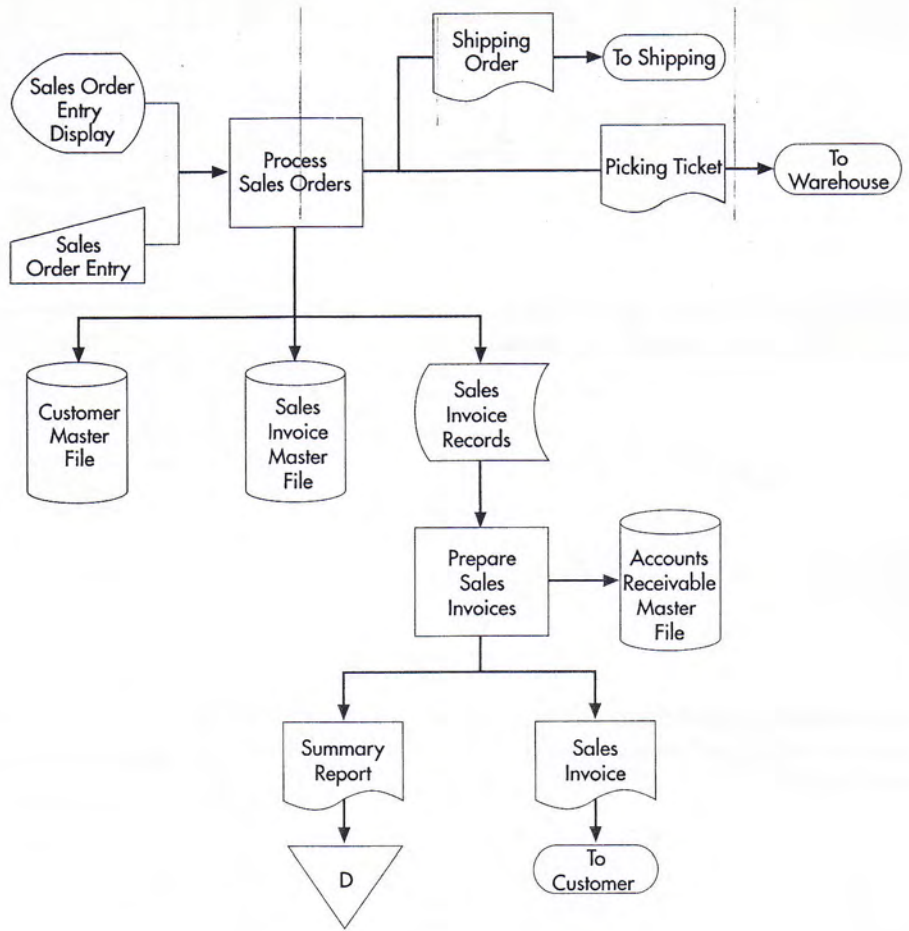 Shipping
Order
To Shipping
Sales Order
Entry
Display
Process
Sales Orders
Picking Ticket
To
Warehouse
Sales
Order Entry
Customer
Master
File
Sales
Invoice
Master
File
Sales
Invoice
Records
Prepare
Sales
Invoices
Accounts
Receivable
Master
File
Summary
Report
Sales
Invoice
D
To
Customer